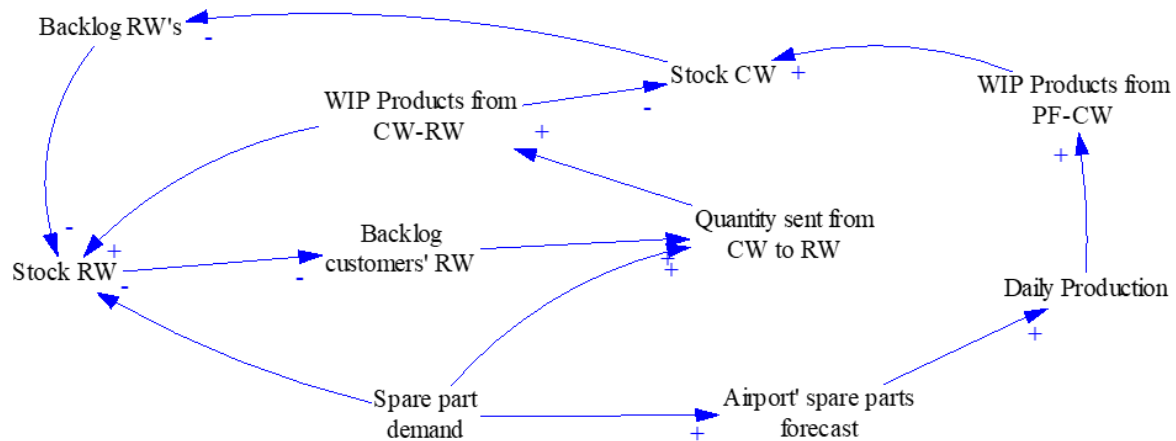 Backlog RW's
-
Stock CW
+
WIP Products from
PF-CW
WIP Products from
CW-RW
-
+
+
Quantity sent from
CW to RW
-
+
Backlog
customers' RW
+
+
Stock RW
-
-
Daily Production
+
Spare part
demand
+
Airport' spare parts
forecast